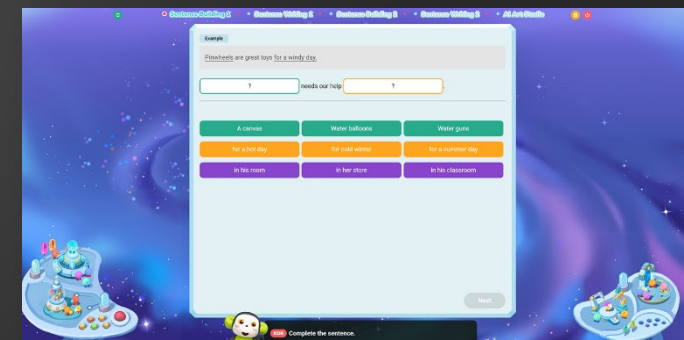 Sentence Building 2 Sentence Writing 2 Sentence Building 2 Sentence Writing 2 AI Art Studio
Example
Pinwheels are great toys for a windy day.
? needs our help ? .
A canvas Water balloons Water guns
for a hot day for cold winter for a summer day
in his room in her store in his classroom
Next
Complete the sentence.